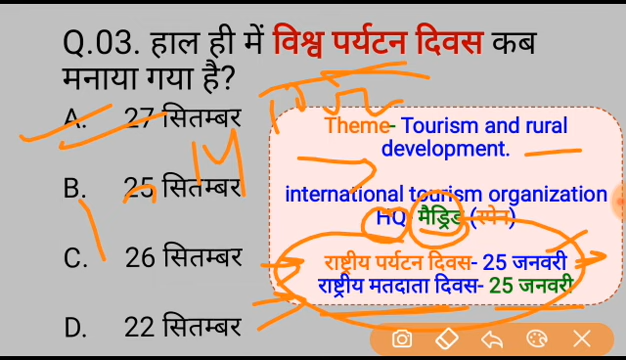 Q.03. हाल ही में विश्व पर्यटन दिवस कब
मनाया गया है?
A. 27 सितम्बर
B. 25 सितम्बर
C. 26 सितम्बर
D. 22 सितम्बर
Theme- Tourism and rural
development.
international tourism organization
HQ मैड्रिड (स्पेन)
राष्ट्रीय पर्यटन दिवस- 25 जनवरी
राष्ट्रीय मतदाता दिवस- 25 जनवरी